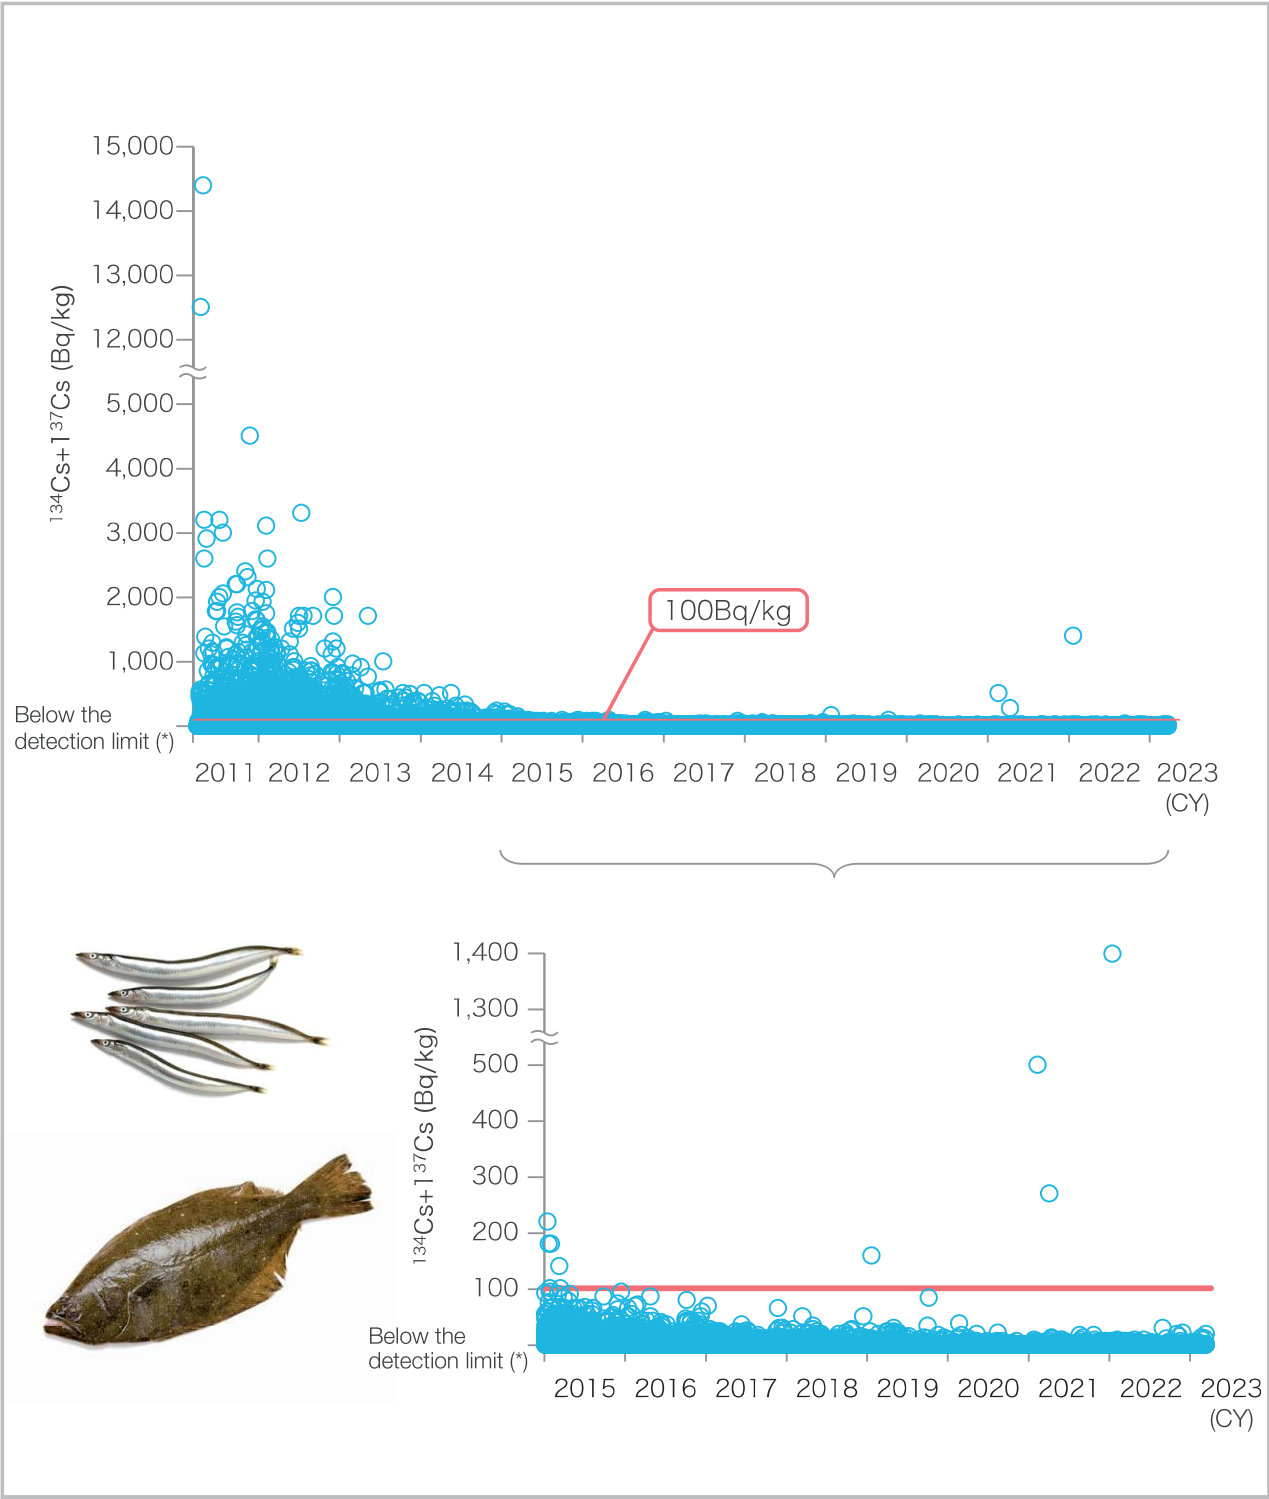 15,000
14,000
13,000
12,000
5,000
4,000
3,000
2,000
1,000
Below the
detection limit (*)
134Cs+137Cs (Bq/kg)
100Bq/kg
2011 2012 2013 2014 2015 2016 2017 2018 2019 2020 2021 2022 2023
(CY)
1,400
1,300
500
400
300
200
100
Below the
detection limit (*)
134Cs+137Cs (Bq/kg)
2015 2016 2017 2018 2019 2020 2021 2022 2023
(CY)